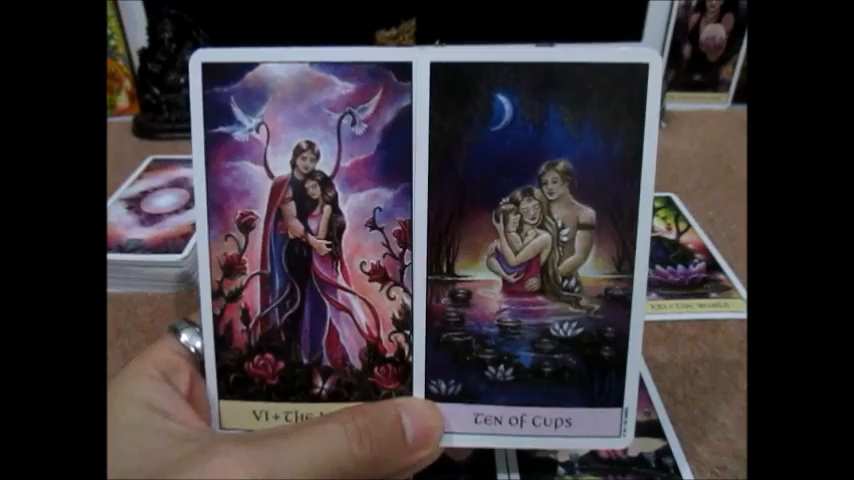 VI + THE
TEN OF CUPS
XXI + THE WORLD